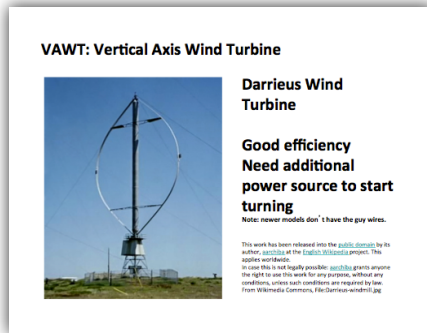 VAWT: Vertical Axis Wind Turbine
Darrieus Wind
Turbine
Good efficiency
Need additional
power source to start
turning
Note: newer models don't have the guy wires.
This work has been released into the public domain by its
author, aarchiba at the English Wikipedia project. This
applies worldwide.
In case this is not legally possible: aarchiba grants anyone
the right to use this work for any purpose, without any
conditions, unless such conditions are required by law.
From Wikimedia Commons, File:Darrieus-windmill.jpg